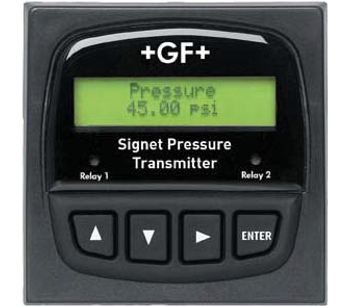 +GF+
Pressure
45.00 psi
Signet Pressure
Transmitter
Relay 1 Relay 2
ENTER